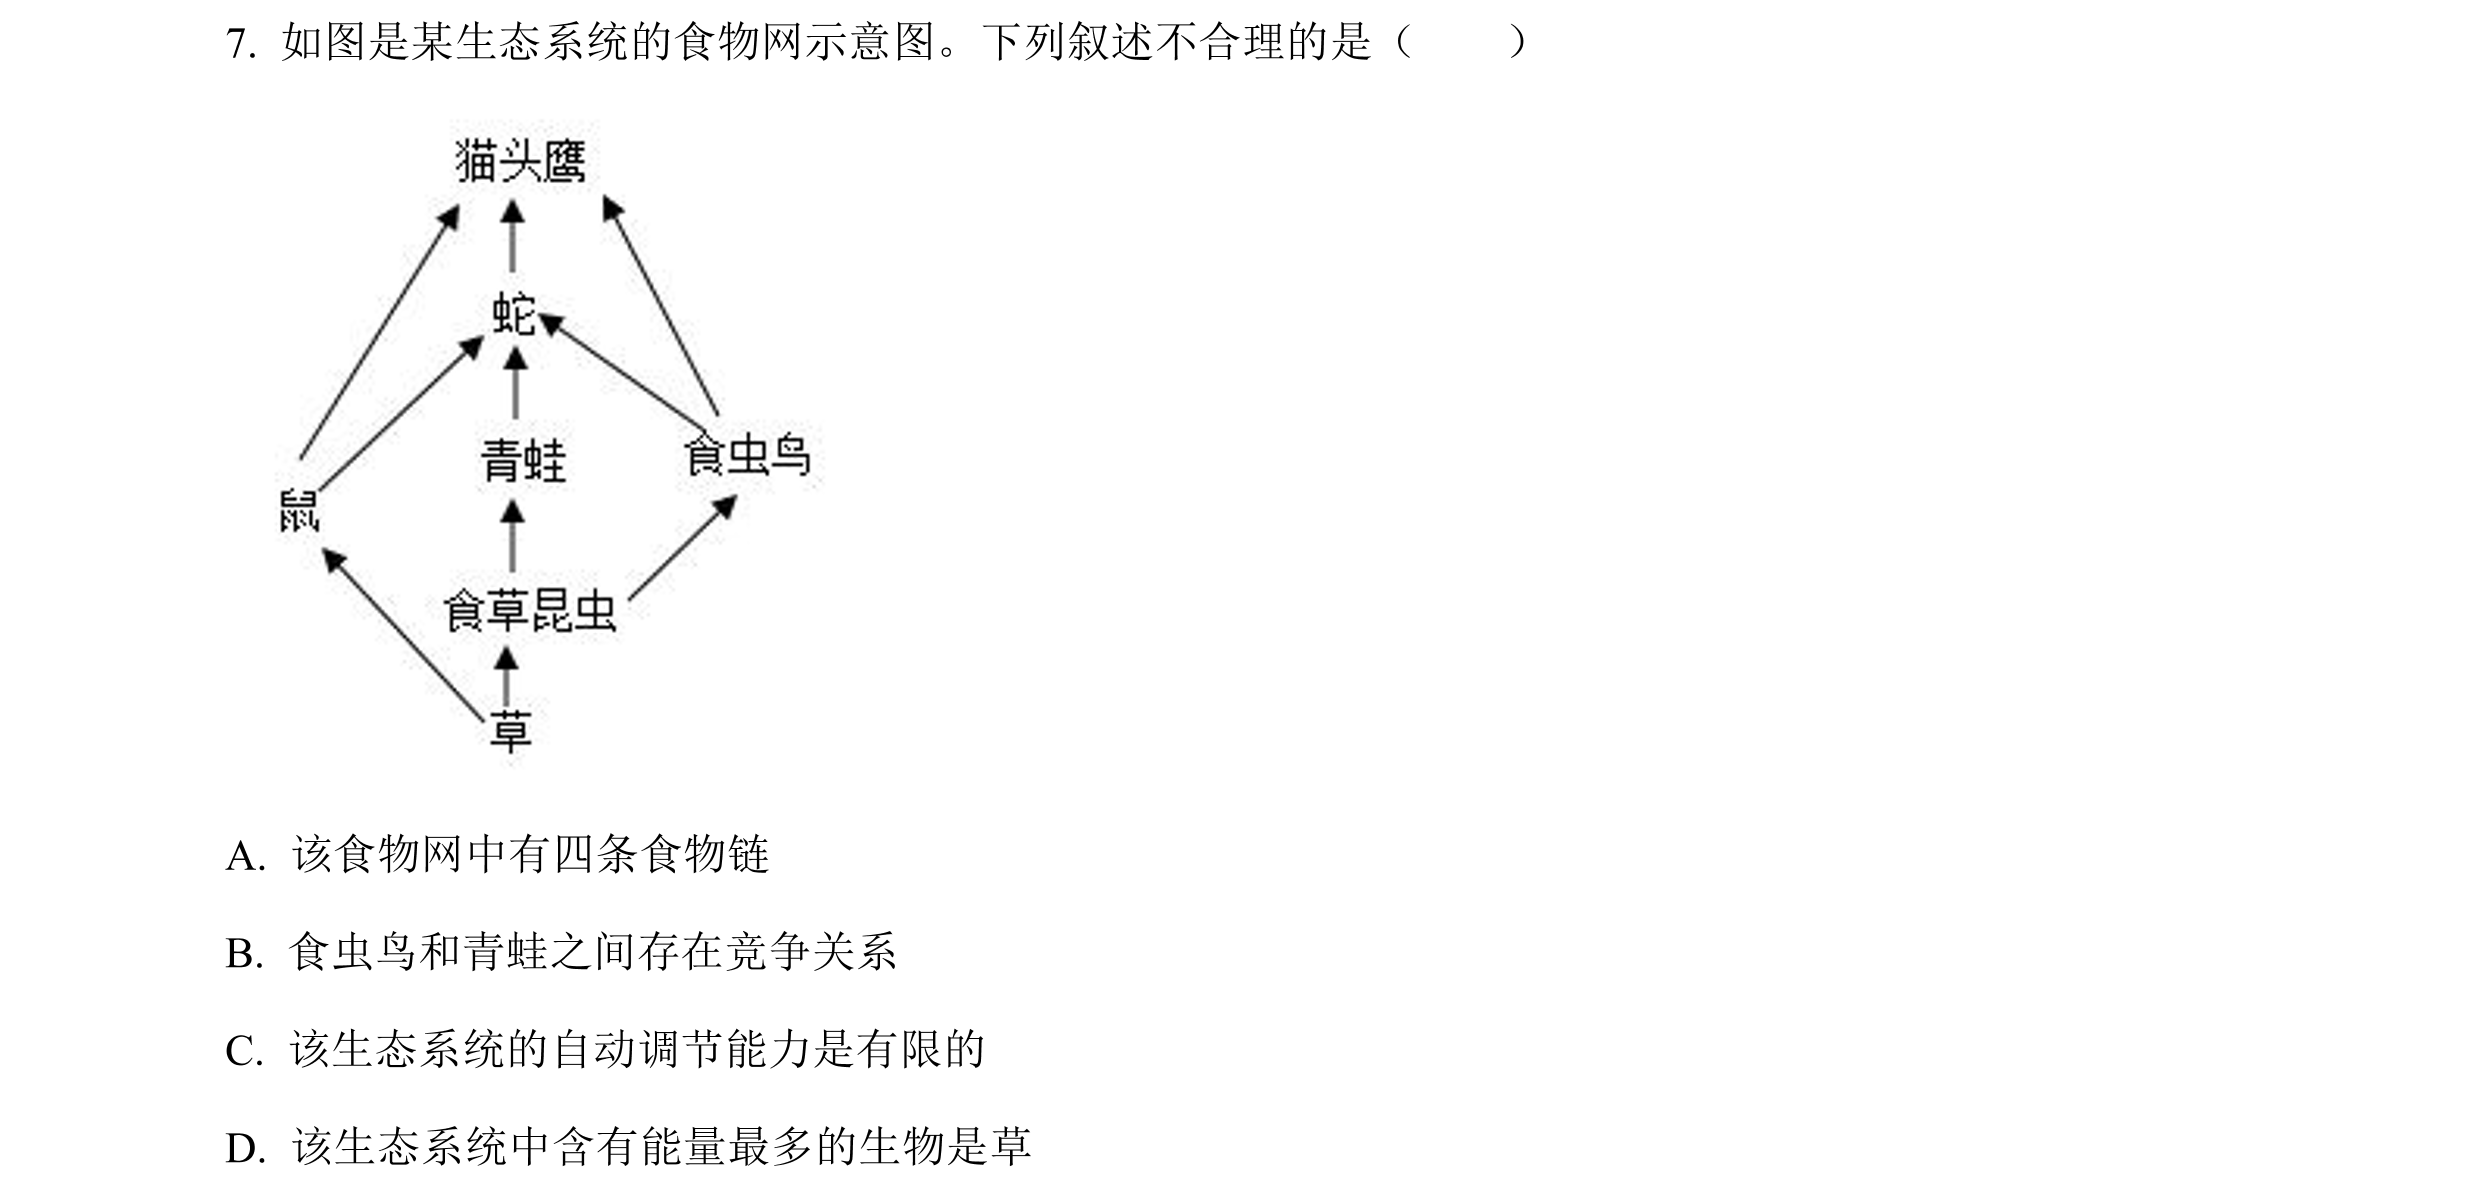 7. 如图是某生态系统的食物网示意图。下列叙述不合理的是（　　）
猫头鹰
蛇
青蛙
食虫鸟
鼠
食草昆虫
草
A. 该食物网中有四条食物链
B. 食虫鸟和青蛙之间存在竞争关系
C. 该生态系统的自动调节能力是有限的
D. 该生态系统中含有能量最多的生物是草